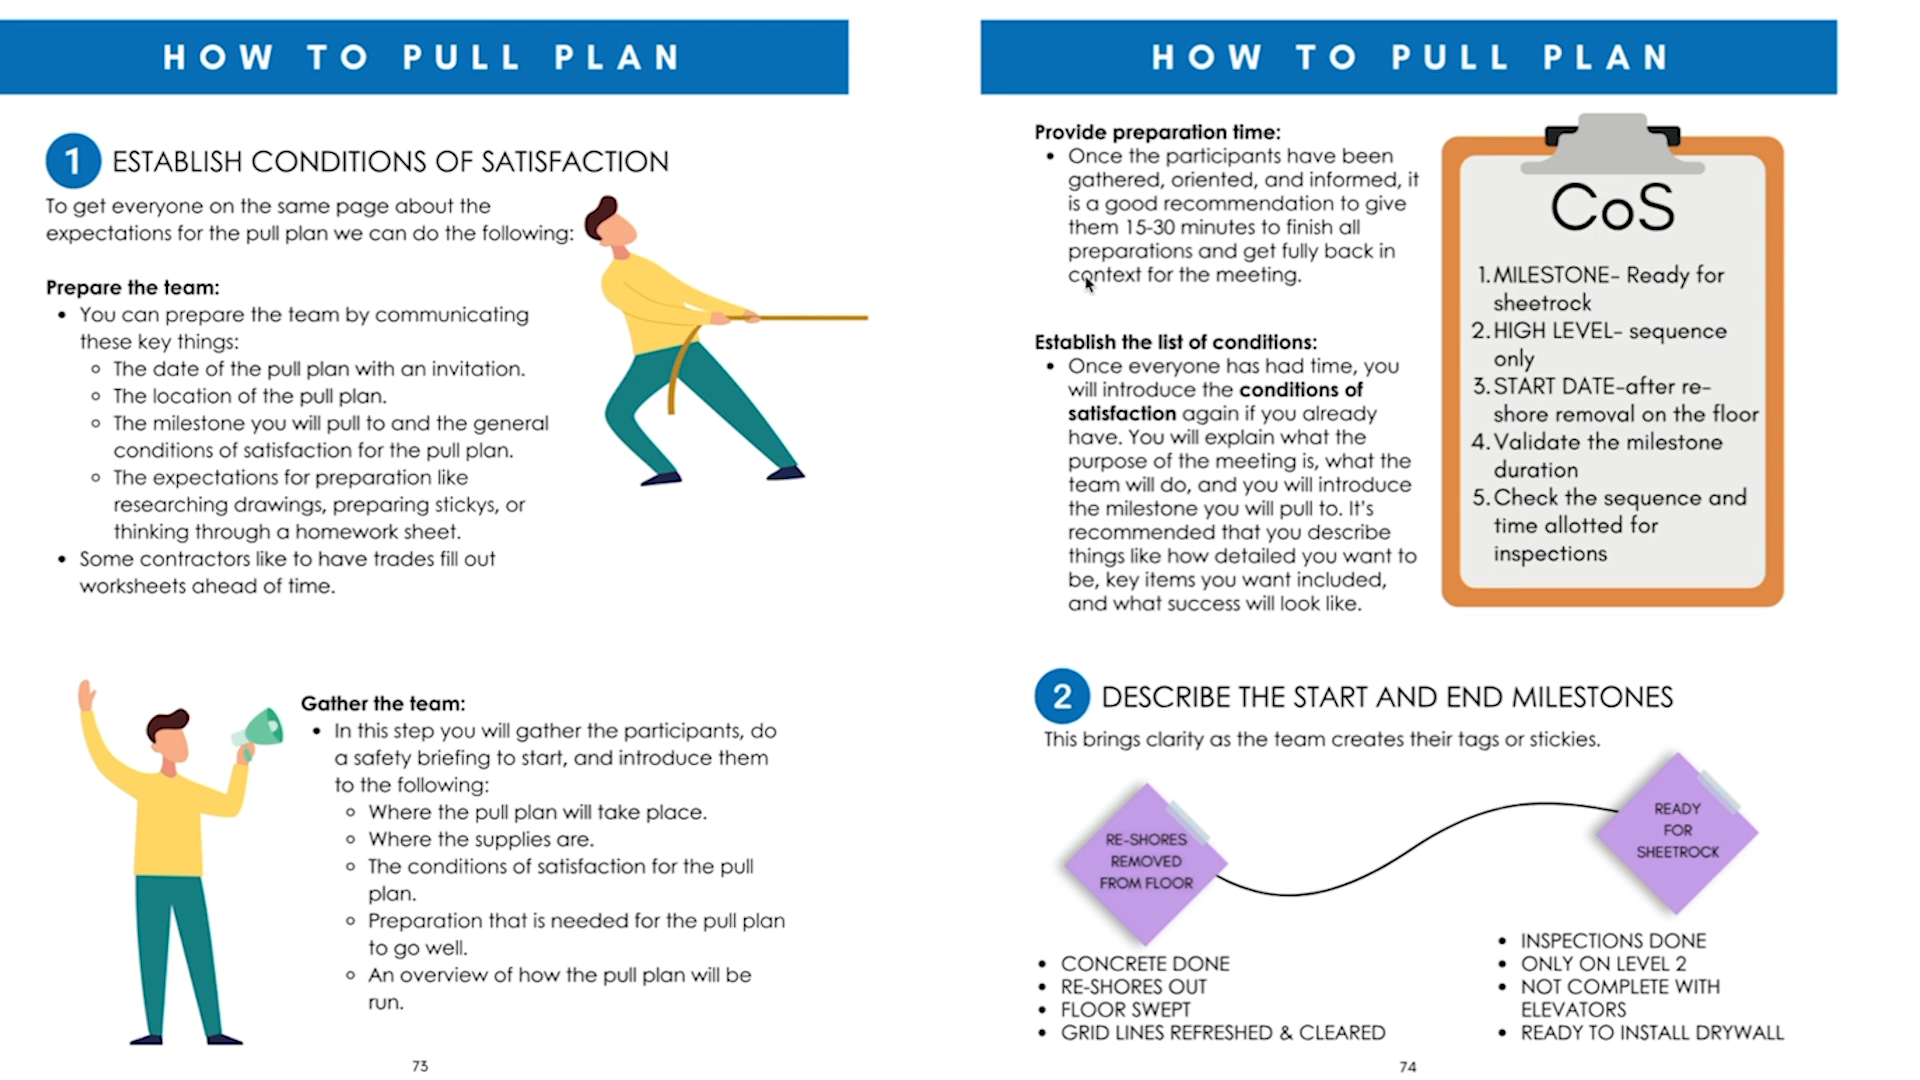 HOW TO PULL PLAN
1 ESTABLISH CONDITIONS OF SATISFACTION
To get everyone on the same page about the
expectations for the pull plan we can do the following:
Prepare the team:
• You can prepare the team by communicating
these key things:
◦ The date of the pull plan with an invitation.
◦ The location of the pull plan.
◦ The milestone you will pull to and the general
conditions of satisfaction for the pull plan.
◦ The expectations for preparation like
researching drawings, preparing stickys, or
thinking through a homework sheet.
• Some contractors like to have trades fill out
worksheets ahead of time.
Gather the team:
• In this step you will gather the participants, do
a safety briefing to start, and introduce them
to the following:
◦ Where the pull plan will take place.
◦ Where the supplies are.
◦ The conditions of satisfaction for the pull
plan.
◦ Preparation that is needed for the pull plan
to go well.
◦ An overview of how the pull plan will be
run.
73
HOW TO PULL PLAN
Provide preparation time:
• Once the participants have been
gathered, oriented, and informed, it
is a good recommendation to give
them 15-30 minutes to finish all
preparations and get fully back in
context for the meeting.
Establish the list of conditions:
• Once everyone has had time, you
will introduce the conditions of
satisfaction again if you already
have. You will explain what the
purpose of the meeting is, what the
team will do, and you will introduce
the milestone you will pull to. It's
recommended that you describe
things like how detailed you want to
be, key items you want included,
and what success will look like.
CoS
1. MILESTONE- Ready for
sheetrock
2. HIGH LEVEL- sequence
only
3. START DATE-after re-
shore removal on the floor
4. Validate the milestone
duration
5. Check the sequence and
time allotted for
inspections
2 DESCRIBE THE START AND END MILESTONES
This brings clarity as the team creates their tags or stickies.
RE-SHORES
REMOVED
FROM FLOOR
READY
FOR
SHEETROCK
• CONCRETE DONE
• RE-SHORES OUT
• FLOOR SWEPT
• GRID LINES REFRESHED & CLEARED
• INSPECTIONS DONE
• ONLY ON LEVEL 2
• NOT COMPLETE WITH
ELEVATORS
• READY TO INSTALL DRYWALL
74